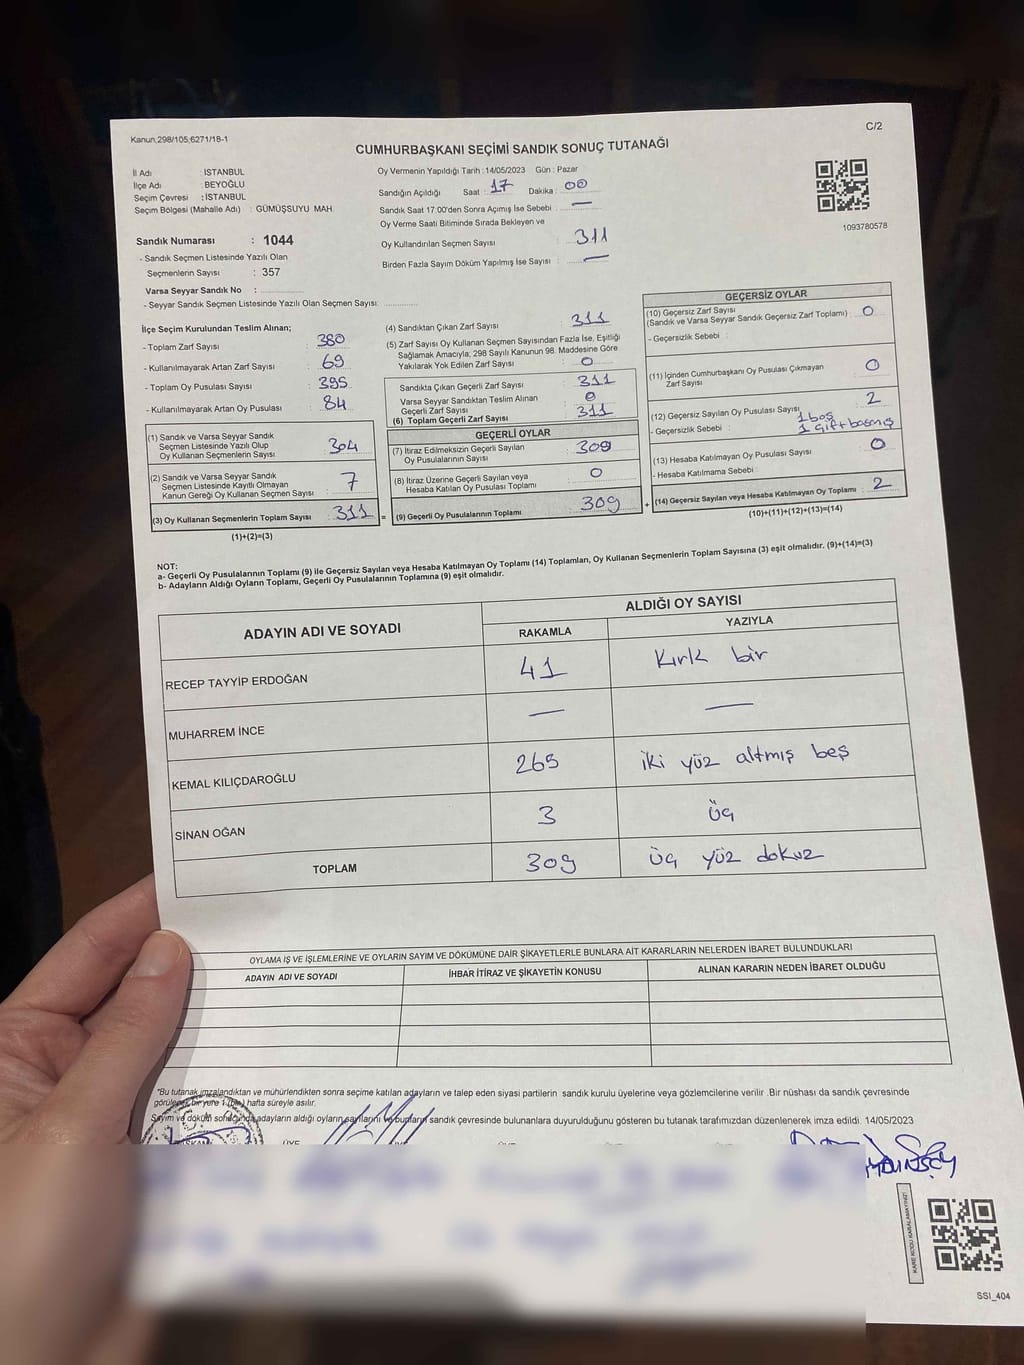 Kanun,298/105,6271/18-1
C/2
CUMHURBAŞKANI SEÇİMİ SANDIK SONUÇ TUTANAĞI
İl Adı : İSTANBUL
İlçe Adı : BEYOĞLU
Seçim Çevresi : İSTANBUL
Seçim Bölgesi (Mahalle Adı) : GÜMÜŞSUYU MAH.
Sandık Numarası : 1044
- Sandık Seçmen Listesinde Yazılı Olan
Seçmenlerin Sayısı : 357
Varsa Seyyar Sandık No :
- Seyyar Sandık Seçmen Listesinde Yazılı Olan Seçmen Sayısı:
Oy Vermenin Yapıldığı Tarih :14/05/2023 Gün : Pazar
Sandığın Açıldığı Saat : 17 Dakika : 00
Sandık Saat 17:00'den Sonra Açımış İse Sebebi : —
Oy Verme Saati Bitiminde Sırada Bekleyen ve
Oy Kullandırılan Seçmen Sayısı 311
Birden Fazla Sayım Döküm Yapılmış İse Sayısı : —
1093780578
İlçe Seçim Kurulundan Teslim Alınan;
- Toplam Zarf Sayısı : 380
- Kullanılmayarak Artan Zarf Sayısı : 69
- Toplam Oy Pusulası Sayısı : 395
- Kullanılmayarak Artan Oy Pusulası : 84
(1) Sandık ve Varsa Seyyar Sandık
Seçmen Listesinde Yazılı Olup
Oy Kullanan Seçmenlerin Sayısı : 304
(2) Sandık ve Varsa Seyyar Sandık
Seçmen Listesinde Kayıtlı Olmayan
Kanun Gereği Oy Kullanan Seçmen Sayısı : 7
(3) Oy Kullanan Seçmenlerin Toplam Sayısı : 311
(1)+(2)=(3)
=
(4) Sandıktan Çıkan Zarf Sayısı : 311
(5) Zarf Sayısı Oy Kullanan Seçmen Sayısından Fazla İse, Eşitliği
Sağlamak Amacıyla, 298 Sayılı Kanunun 98. Maddesine Göre
Yakılarak Yok Edilen Zarf Sayısı : 0
Sandıkta Çıkan Geçerli Zarf Sayısı : 311
Varsa Seyyar Sandıktan Teslim Alınan
Geçerli Zarf Sayısı : 0
(6) Toplam Geçerli Zarf Sayısı : 311
GEÇERLİ OYLAR
(7) İtiraz Edilmeksizin Geçerli Sayılan
Oy Pusulalarının Sayısı : 309
(8) İtiraz Üzerine Geçerli Sayılan veya
Hesaba Katılan Oy Pusulası Toplamı : 0
(9) Geçerli Oy Pusulalarının Toplamı : 309
+
GEÇERSİZ OYLAR
(10) Geçersiz Zarf Sayısı
(Sandık ve Varsa Seyyar Sandık Geçersiz Zarf Toplamı) : 0
- Geçersizlik Sebebi :
(11) İçinden Cumhurbaşkanı Oy Pusulası Çıkmayan
Zarf Sayısı : 0
(12) Geçersiz Sayılan Oy Pusulası Sayısı : 2
- Geçersizlik Sebebi : 1 boş
1 çift basmış
(13) Hesaba Katılmayan Oy Pusulası Sayısı : 0
- Hesaba Katılmama Sebebi :
(14) Geçersiz Sayılan veya Hesaba Katılmayan Oy Toplamı : 2
(10)+(11)+(12)+(13)=(14)
NOT:
a- Geçerli Oy Pusulalarının Toplamı (9) ile Geçersiz Sayılan veya Hesaba Katılmayan Oy Toplamı (14) Toplamları, Oy Kullanan Seçmenlerin Toplam Sayısına (3) eşit olmalıdır. (9)+(14)=(3)
b- Adayların Aldığı Oyların Toplamı, Geçerli Oy Pusulalarının Toplamına (9) eşit olmalıdır.
ADAYIN ADI VE SOYADI
ALDIĞI OY SAYISI
RAKAMLA YAZIYLA
RECEP TAYYİP ERDOĞAN 41 Kırk bir
MUHARREM İNCE — —
KEMAL KILIÇDAROĞLU 265 iki yüz altmış beş
SİNAN OĞAN 3 üç
TOPLAM 309 üç yüz dokuz
OYLAMA İŞ VE İŞLEMLERİNE VE OYLARIN SAYIM VE DÖKÜMÜNE DAİR ŞİKAYETLERLE BUNLARA AİT KARARLARIN NELERDEN İBARET BULUNDUKLARI
ADAYIN ADI VE SOYADI İHBAR İTİRAZ VE ŞİKAYETİN KONUSU ALINAN KARARIN NEDEN İBARET OLDUĞU
*Bu tutanak imzalandıktan ve mühürlendikten sonra seçime katılan adayların ve talep eden siyasi partilerin sandık kurulu üyelerine veya gözlemcilerine verilir .Bir nüshası da sandık çevresinde
görülecek bir yere 1 (bir) hafta süreyle asılır.
Sayım ve döküm sonucunda adayların aldığı oyların sayılarını ve bunların sandık çevresinde bulunanlara duyurulduğunu gösteren bu tutanak tarafımızdan düzenlenerek imza edildi. 14/05/2023
ÜYE
KARE KODU KARALAMAYINIZ!
SSI_404